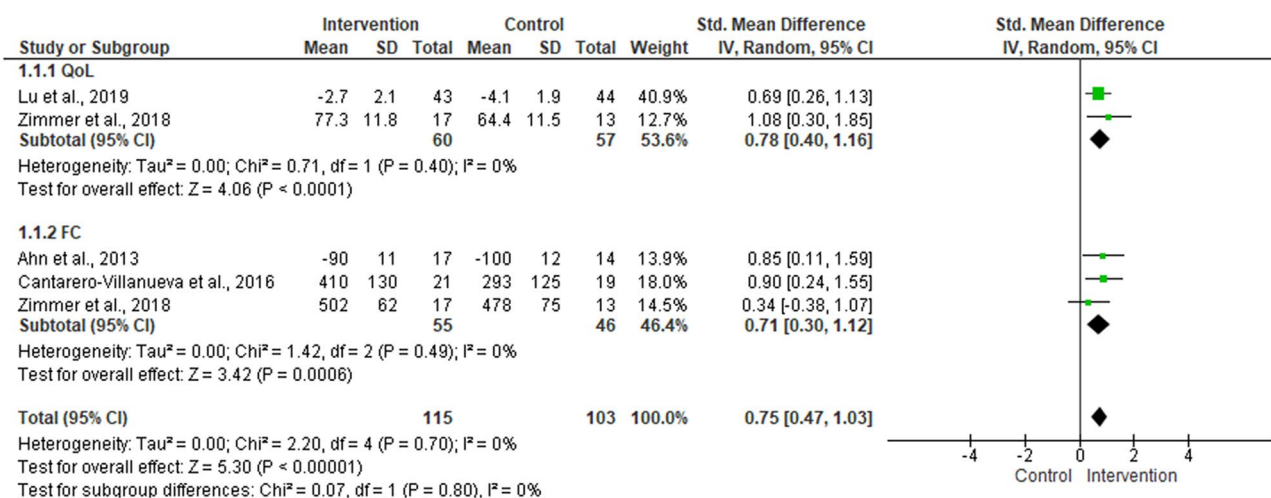 Intervention Control Std. Mean Difference Std. Mean Difference
Study or Subgroup Mean SD Total Mean SD Total Weight IV, Random, 95% CI IV, Random, 95% CI
1.1.1 QoL
Lu et al., 2019 -2.7 2.1 43 -4.1 1.9 44 40.9% 0.69 [0.26, 1.13]
Zimmer et al., 2018 77.3 11.8 17 64.4 11.5 13 12.7% 1.08 [0.30, 1.85]
Subtotal (95% CI) 60 57 53.6% 0.78 [0.40, 1.16]
Heterogeneity: Tau² = 0.00; Chi² = 0.71, df = 1 (P = 0.40); I² = 0%
Test for overall effect: Z = 4.06 (P < 0.0001)
1.1.2 FC
Ahn et al., 2013 -90 11 17 -100 12 14 13.9% 0.85 [0.11, 1.59]
Cantarero-Villanueva et al., 2016 410 130 21 293 125 19 18.0% 0.90 [0.24, 1.55]
Zimmer et al., 2018 502 62 17 478 75 13 14.5% 0.34 [-0.38, 1.07]
Subtotal (95% CI) 55 46 46.4% 0.71 [0.30, 1.12]
Heterogeneity: Tau² = 0.00; Chi² = 1.42, df = 2 (P = 0.49); I² = 0%
Test for overall effect: Z = 3.42 (P = 0.0006)
Total (95% CI) 115 103 100.0% 0.75 [0.47, 1.03]
Heterogeneity: Tau² = 0.00; Chi² = 2.20, df = 4 (P = 0.70); I² = 0%
Test for overall effect: Z = 5.30 (P < 0.00001)
Test for subgroup differences: Chi² = 0.07, df = 1 (P = 0.80), I² = 0%
-4 -2 0 2 4
Control Intervention